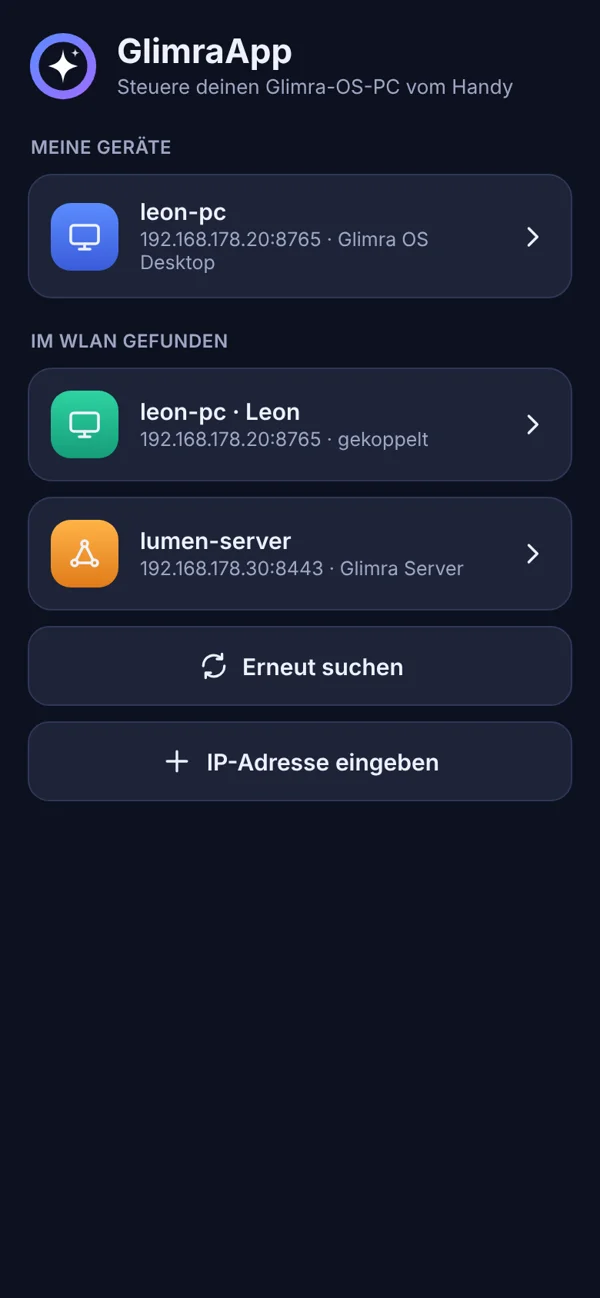 GlimraApp
Steuere deinen Glimra-OS-PC vom Handy
MEINE GERÄTE
leon-pc
192.168.178.20:8765 · Glimra OS
Desktop
IM WLAN GEFUNDEN
leon-pc · Leon
192.168.178.20:8765 · gekoppelt
lumen-server
192.168.178.30:8443 · Glimra Server
Erneut suchen
IP-Adresse eingeben